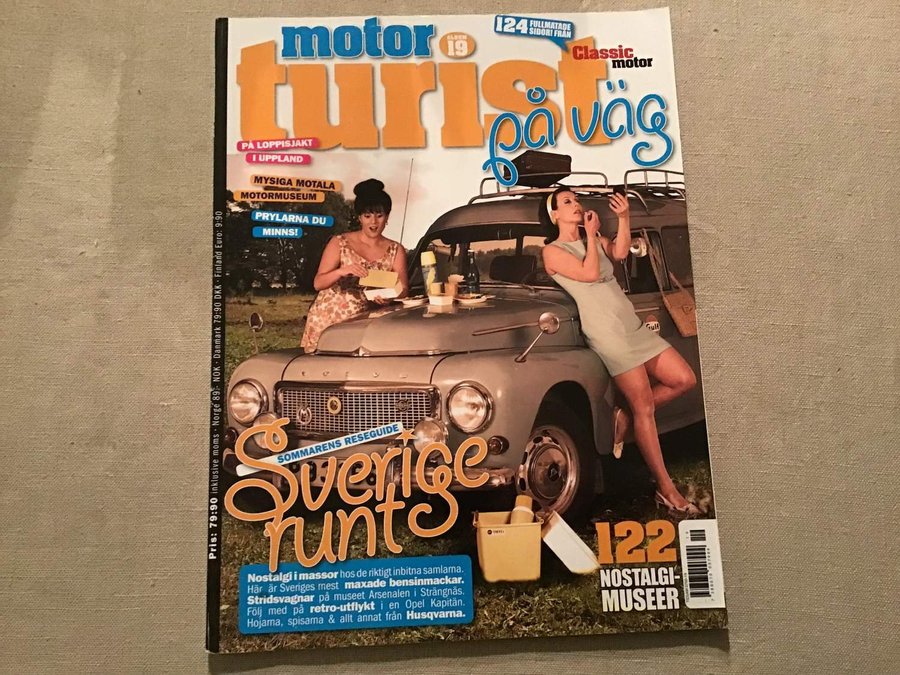 motor
ALBUM
19
124 FULLMATADE
SIDOR! FRÅN
Classic
motor
turist
på väg
PÅ LOPPISJAKT
I UPPLAND
MYSIGA MOTALA
MOTORMUSEUM
PRYLARNA DU
MINNS!
Pris: 79:90 inklusive moms · Norge 89:- NOK · Danmark 79:90 DKK · Finland Euro: 9:90
Gulf
VOLVO
SOMMARENS RESEGUIDE
Sverige
runt
Nostalgi i massor hos de riktigt inbitna samlarna.
Här är Sveriges mest maxade bensinmackar.
Stridsvagnar på museet Arsenalen i Strängnäs.
Följ med på retro-utflykt i en Opel Kapitän.
Hojarna, spisarna & allt annat från Husqvarna.
122
NOSTALGI-
MUSEER